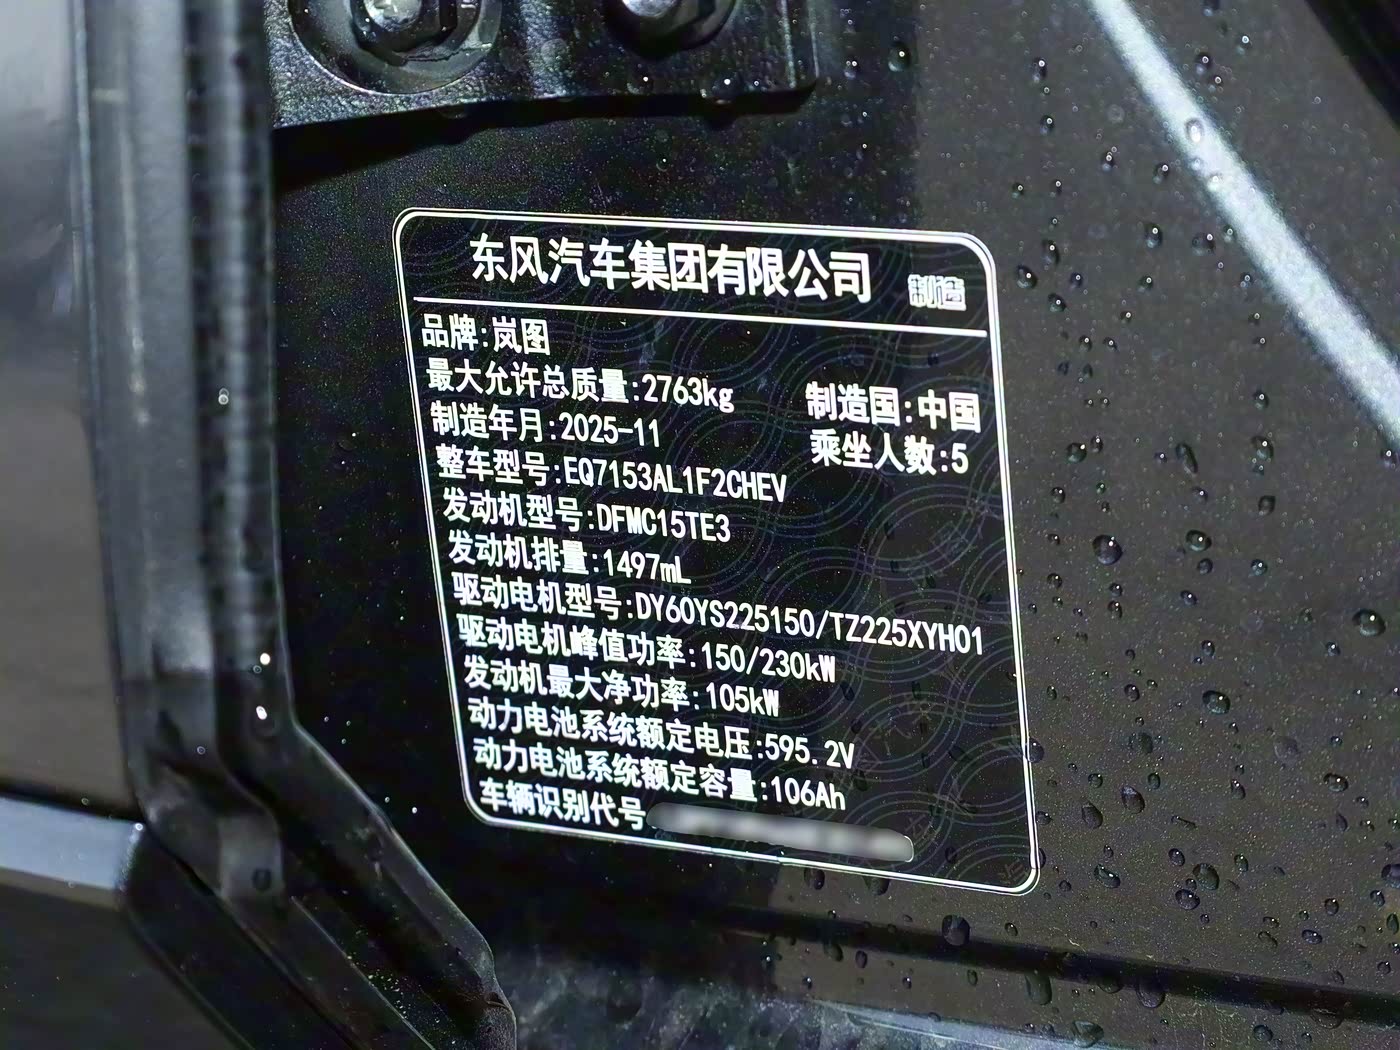 东风汽车集团有限公司 制造
品牌:岚图
最大允许总质量:2763kg 制造国:中国
制造年月:2025-11 乘坐人数:5
整车型号:EQ7153AL1F2CHEV
发动机型号:DFMC15TE3
发动机排量:1497mL
驱动电机型号:DY60YS225150/TZ225XYH01
驱动电机峰值功率:150/230kW
发动机最大净功率:105kW
动力电池系统额定电压:595.2V
动力电池系统额定容量:106Ah
车辆识别代号